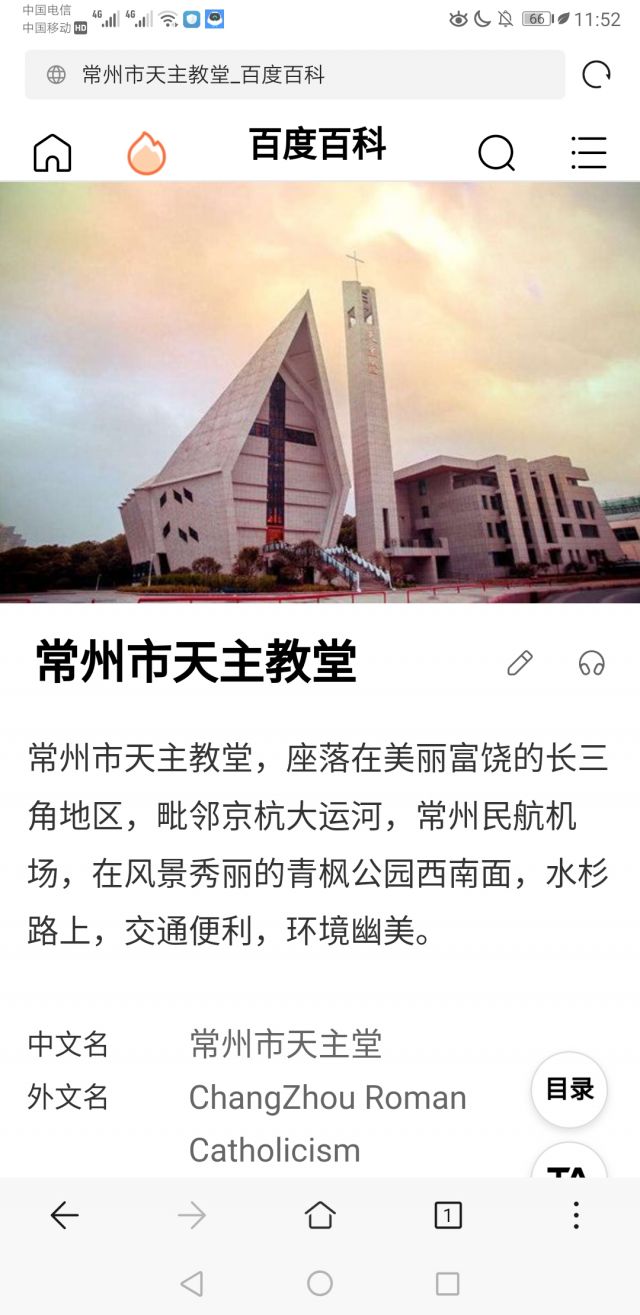 中国电信
中国移动 HD
4G
4G
66
11:52
常州市天主教堂_百度百科
百度百科
天主堂
常州市天主教堂
常州市天主教堂，座落在美丽富饶的长三
角地区，毗邻京杭大运河，常州民航机
场，在风景秀丽的青枫公园西南面，水杉
路上，交通便利，环境幽美。
中文名
常州市天主堂
外文名
ChangZhou Roman
Catholicism
目录
TA
1